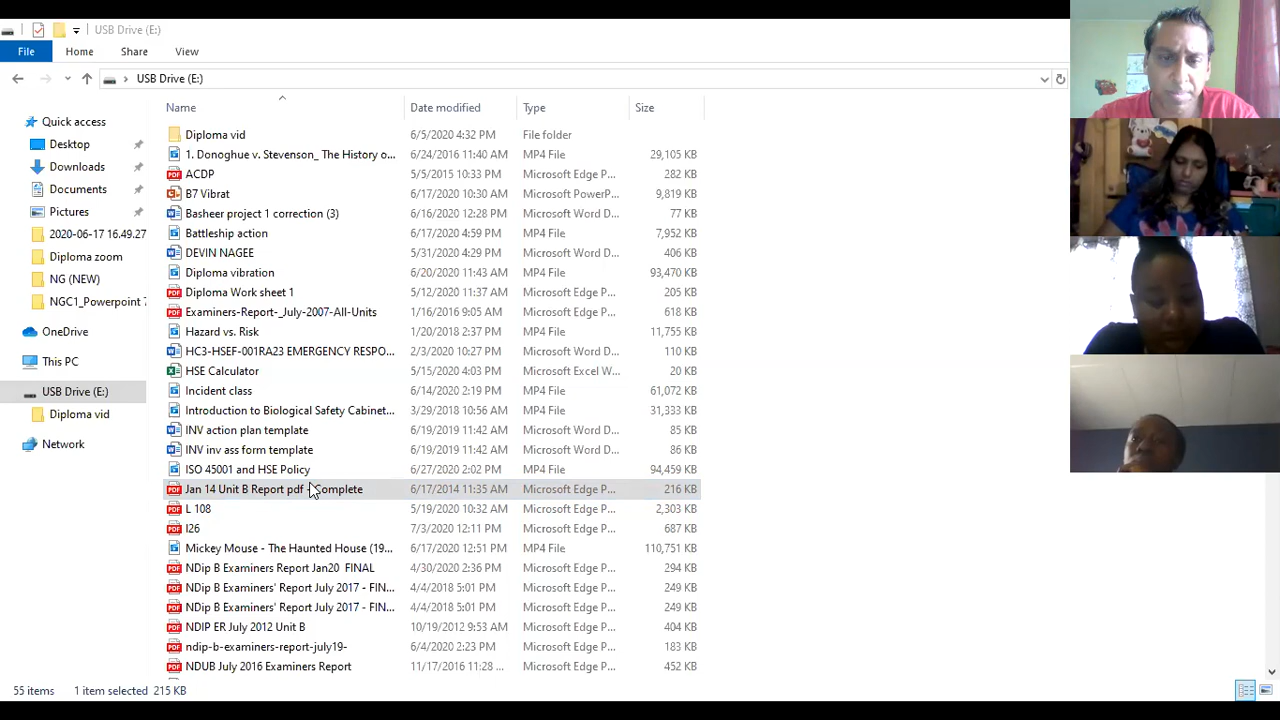 USB Drive (E:)
File Home Share View
USB Drive (E:)
Name Date modified Type Size
Quick access
Desktop
Downloads
Documents
Pictures
2020-06-17 16.49.27
Diploma zoom
NG (NEW)
NGC1_Powerpoint 7
OneDrive
This PC
USB Drive (E:)
Diploma vid
Network
Diploma vid 6/5/2020 4:32 PM File folder
1. Donoghue v. Stevenson_ The History o... 6/24/2016 11:40 AM MP4 File 29,105 KB
ACDP 5/5/2015 10:33 PM Microsoft Edge P... 282 KB
B7 Vibrat 6/17/2020 10:30 AM Microsoft PowerP... 9,819 KB
Basheer project 1 correction (3) 6/16/2020 12:28 PM Microsoft Word D... 77 KB
Battleship action 6/17/2020 4:59 PM MP4 File 7,952 KB
DEVIN NAGEE 5/31/2020 4:29 PM Microsoft Word D... 406 KB
Diploma vibration 6/20/2020 11:43 AM MP4 File 93,470 KB
Diploma Work sheet 1 5/12/2020 11:37 AM Microsoft Edge P... 205 KB
Examiners-Report-_July-2007-All-Units 1/16/2016 9:05 AM Microsoft Edge P... 618 KB
Hazard vs. Risk 1/20/2018 2:37 PM MP4 File 11,755 KB
HC3-HSEF-001RA23 EMERGENCY RESPO... 2/3/2020 10:27 PM Microsoft Word D... 110 KB
HSE Calculator 5/15/2020 4:03 PM Microsoft Excel W... 20 KB
Incident class 6/14/2020 2:19 PM MP4 File 61,072 KB
Introduction to Biological Safety Cabinet... 3/29/2018 10:56 AM MP4 File 31,333 KB
INV action plan template 6/19/2019 11:42 AM Microsoft Word D... 85 KB
INV inv ass form template 6/19/2019 11:42 AM Microsoft Word D... 86 KB
ISO 45001 and HSE Policy 6/27/2020 2:02 PM MP4 File 94,459 KB
Jan 14 Unit B Report pdf - Complete 6/17/2014 11:35 AM Microsoft Edge P... 216 KB
L 108 5/19/2020 10:32 AM Microsoft Edge P... 2,303 KB
l26 7/3/2020 12:11 PM Microsoft Edge P... 687 KB
Mickey Mouse - The Haunted House (19... 6/17/2020 12:51 PM MP4 File 110,751 KB
NDip B Examiners Report Jan20 FINAL 4/30/2020 2:36 PM Microsoft Edge P... 294 KB
NDip B Examiners' Report July 2017 - FIN... 4/4/2018 5:01 PM Microsoft Edge P... 249 KB
NDip B Examiners' Report July 2017 - FIN... 4/4/2018 5:01 PM Microsoft Edge P... 249 KB
NDIP ER July 2012 Unit B 10/19/2012 9:53 AM Microsoft Edge P... 404 KB
ndip-b-examiners-report-july19- 6/4/2020 2:23 PM Microsoft Edge P... 183 KB
NDUB July 2016 Examiners Report 11/17/2016 11:28 ... Microsoft Edge P... 452 KB
55 items 1 item selected 215 KB